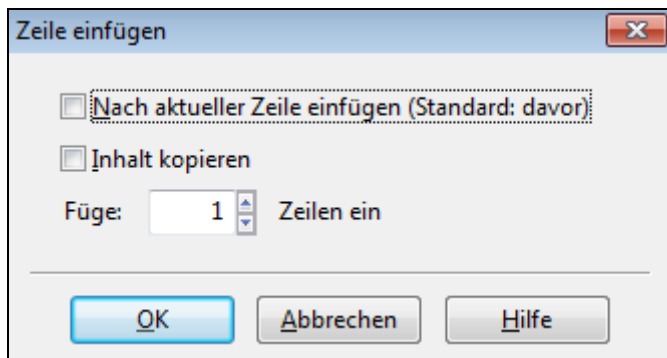 Zeile einfügen
Nach aktueller Zeile einfügen (Standard: davor)
Inhalt kopieren
Füge: 1 Zeilen ein
OK Abbrechen Hilfe